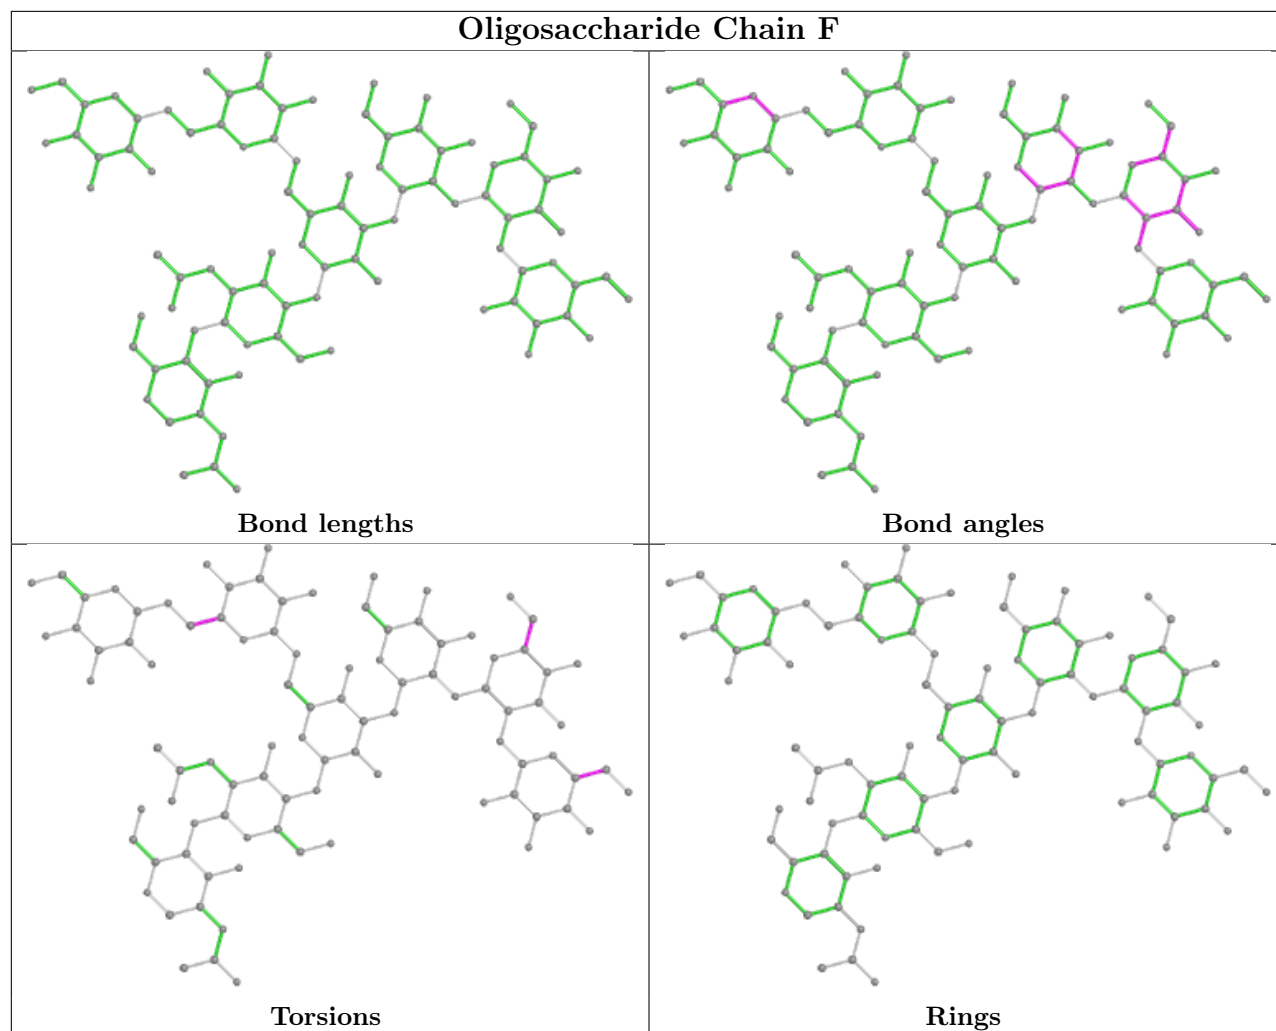 Oligosaccharide Chain F
Bond lengths
Bond angles
Torsions
Rings